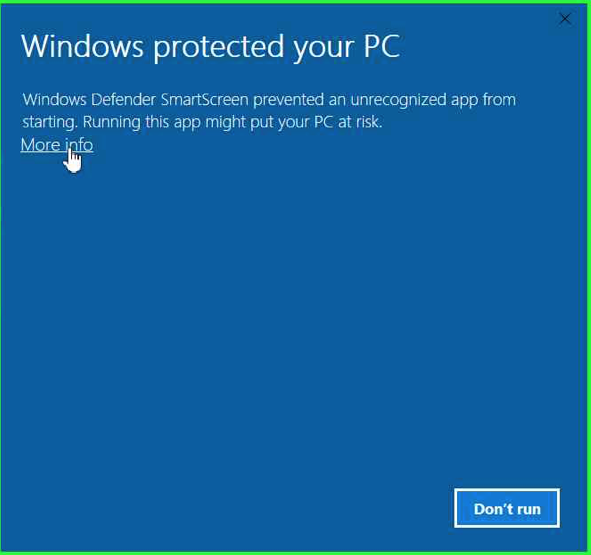 Windows protected your PC
Windows Defender SmartScreen prevented an unrecognized app from
starting. Running this app might put your PC at risk.
More info
Don't run